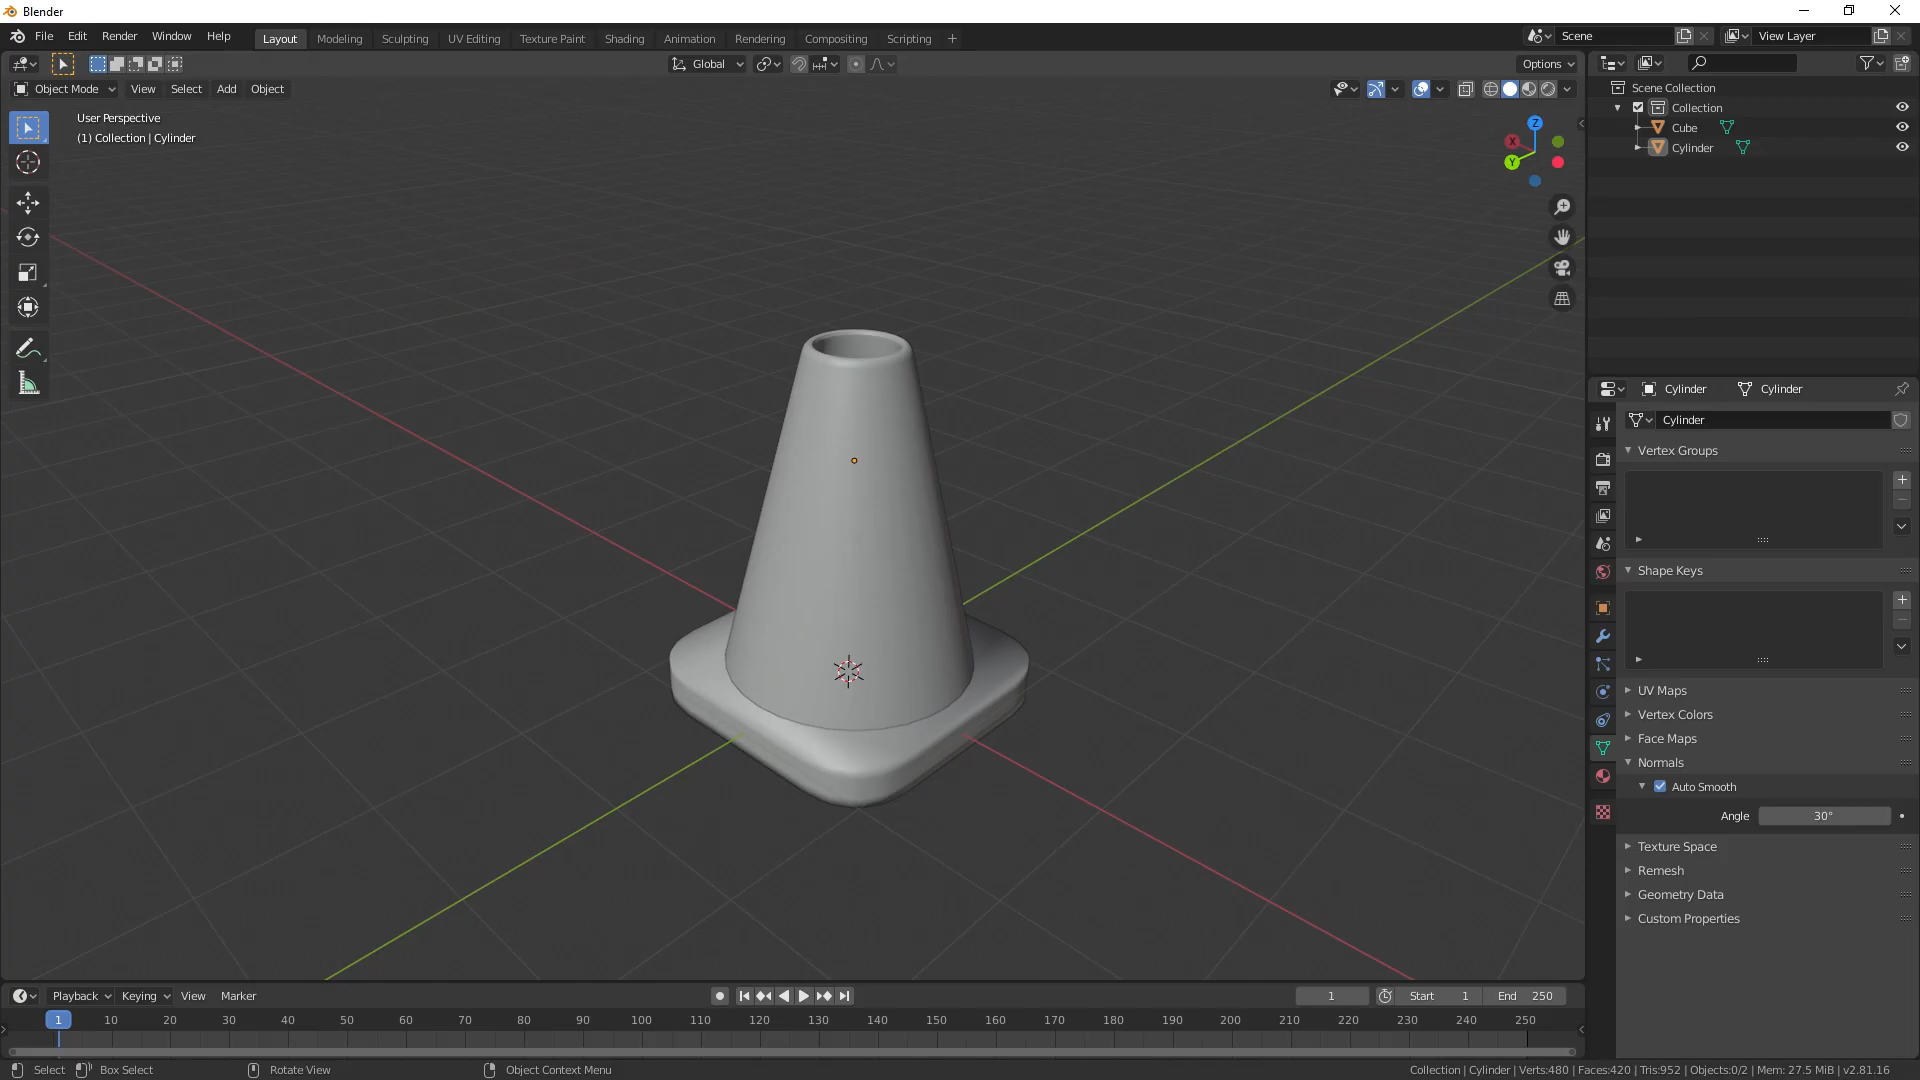 Blender
File Edit Render Window Help
Layout Modeling Sculpting UV Editing Texture Paint Shading Animation Rendering Compositing Scripting +
Scene
View Layer
Global
Options
Object Mode View Select Add Object
User Perspective
(1) Collection | Cylinder
Z
X
Y
Scene Collection
Collection
Cube
Cylinder
Cylinder Cylinder
Cylinder
Vertex Groups
Shape Keys
UV Maps
Vertex Colors
Face Maps
Normals
Auto Smooth
Angle 30°
Texture Space
Remesh
Geometry Data
Custom Properties
Playback Keying View Marker
1 Start 1 End 250
1 10 20 30 40 50 60 70 80 90 100 110 120 130 140 150 160 170 180 190 200 210 220 230 240 250
Select Box Select Rotate View Object Context Menu
Collection | Cylinder | Verts:480 | Faces:420 | Tris:952 | Objects:0/2 | Mem: 27.5 MiB | v2.81.16